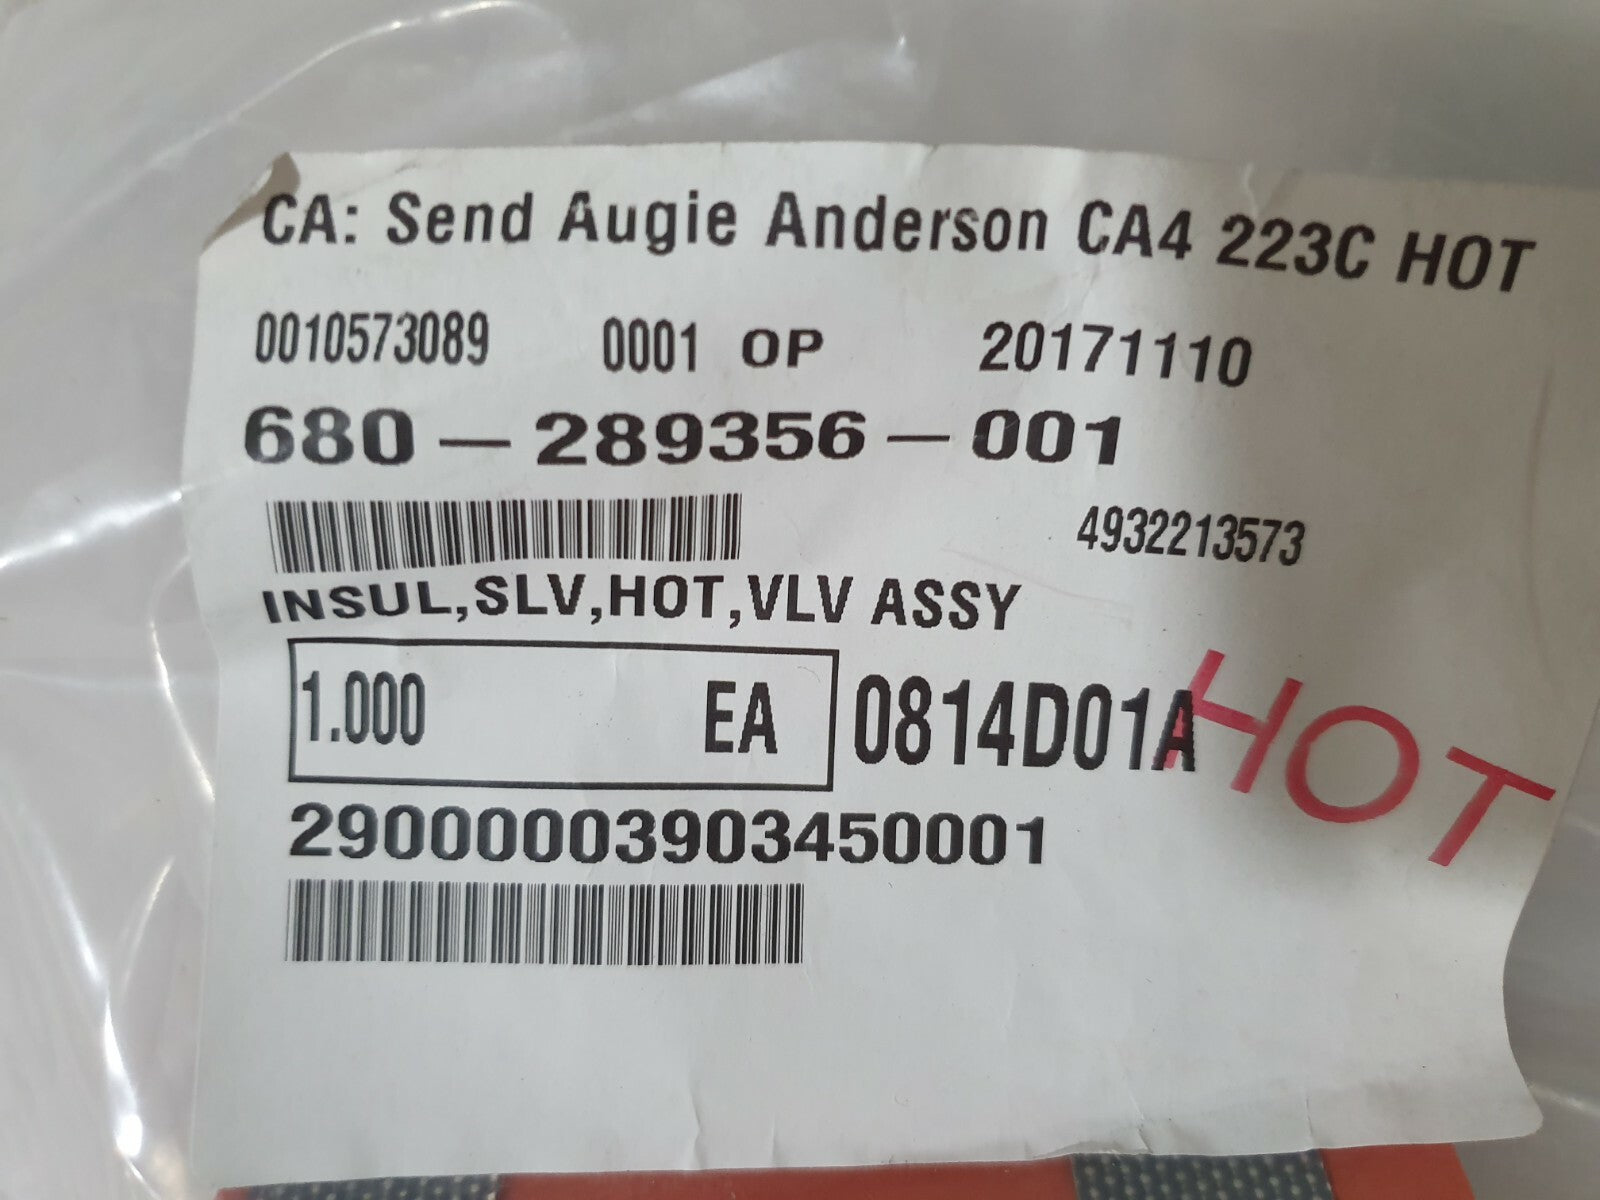 CA: Send Augie Anderson CA4 223C HOT
0010573089 0001 OP 20171110
680-289356-001
4932213573
INSUL,SLV,HOT,VLV ASSY
1.000 EA 0814D01A
HOT
290000003903450001